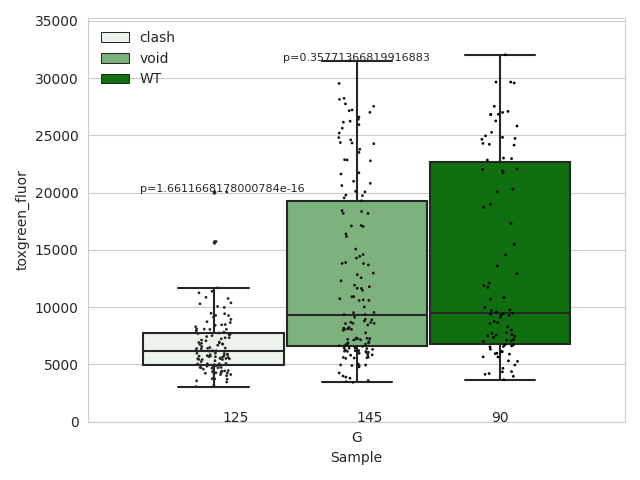 35000
30000
25000
20000
15000
10000
5000
0
toxgreen_fluor
clash
void
WT
p=0.35771366819916883
p=1.6611668178000784e-16
125 145 90
G
Sample